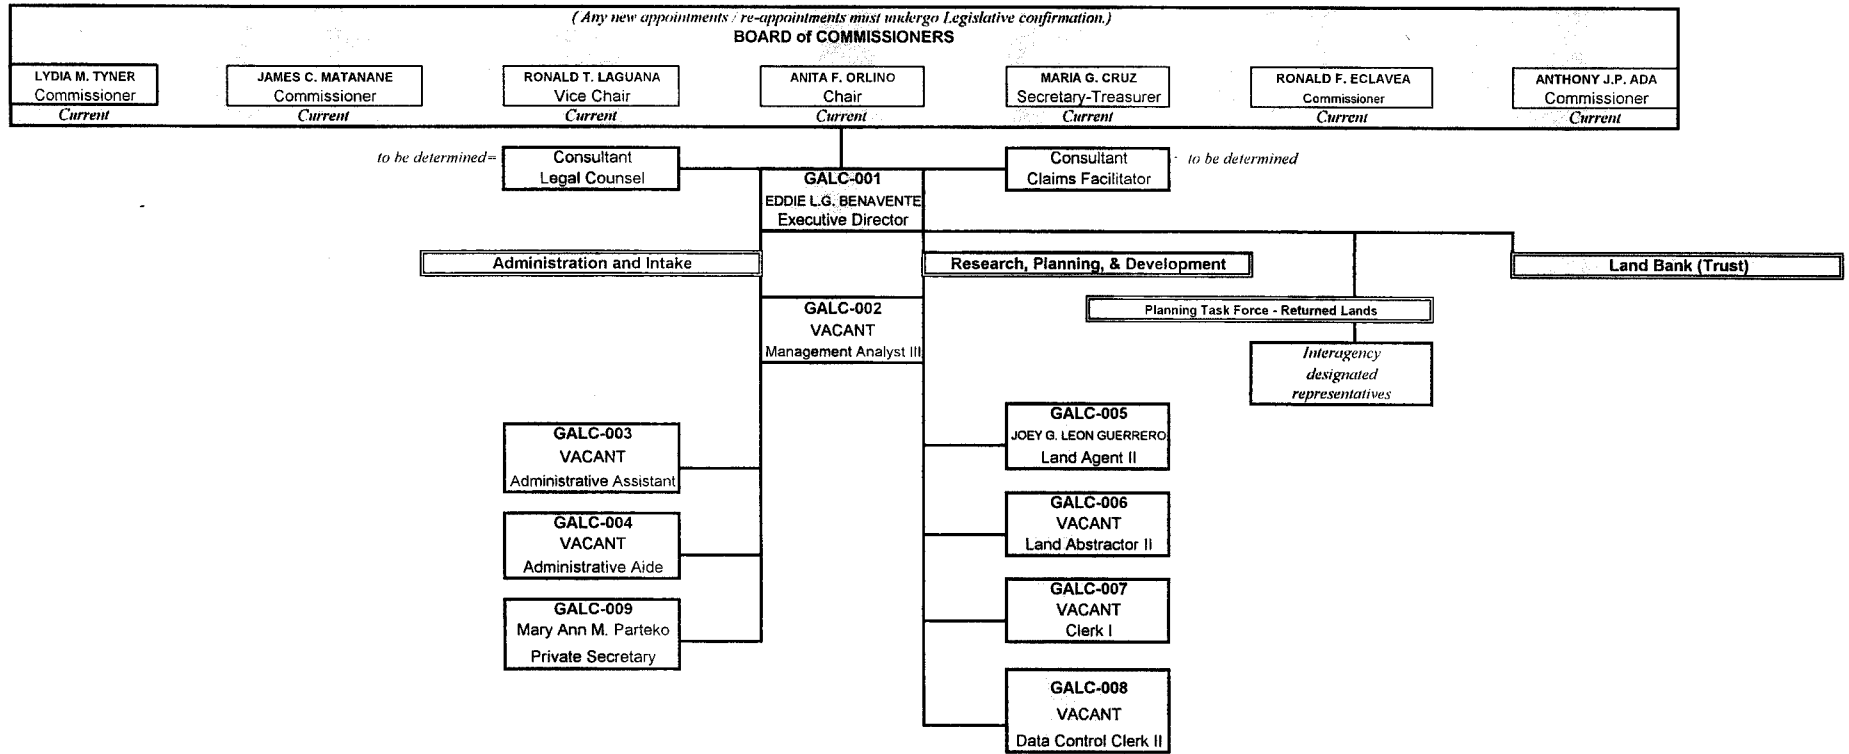 ( Any new appointments / re-appointments must undergo Legislative confirmation.)
BOARD of COMMISSIONERS
LYDIA M. TYNER
Commissioner
Current
JAMES C. MATANANE
Commissioner
Current
RONALD T. LAGUANA
Vice Chair
Current
ANITA F. ORLINO
Chair
Current
MARIA G. CRUZ
Secretary-Treasurer
Current
RONALD F. ECLAVEA
Commissioner
Current
ANTHONY J.P. ADA
Commissioner
Current
to be determined=
Consultant
Legal Counsel
Consultant
Claims Facilitator
- to be determined
GALC-001
EDDIE L.G. BENAVENTE
Executive Director
Administration and Intake
Research, Planning, & Development
Land Bank (Trust)
GALC-002
VACANT
Management Analyst III
Planning Task Force - Returned Lands
Interagency
designated
representatives
GALC-003
VACANT
Administrative Assistant
GALC-004
VACANT
Administrative Aide
GALC-009
Mary Ann M. Parteko
Private Secretary
GALC-005
JOEY G. LEON GUERRERO
Land Agent II
GALC-006
VACANT
Land Abstractor II
GALC-007
VACANT
Clerk I
GALC-008
VACANT
Data Control Clerk II